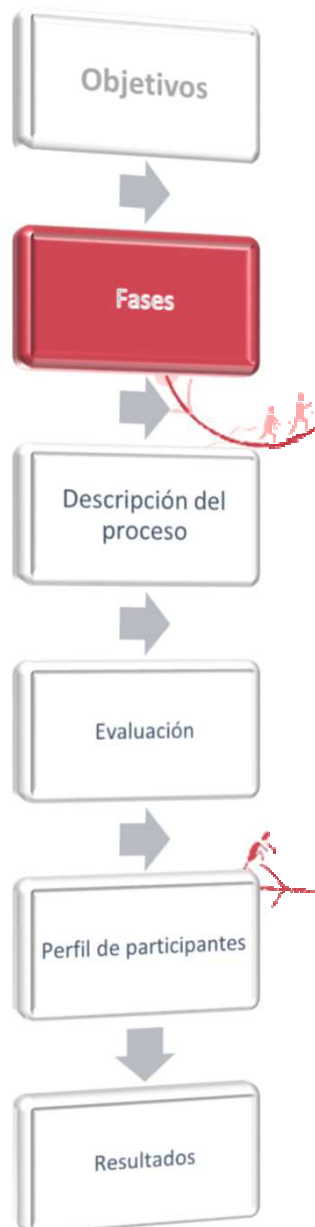 Objetivos
Fases
Descripción del
proceso
Evaluación
Perfil de participantes
Resultados